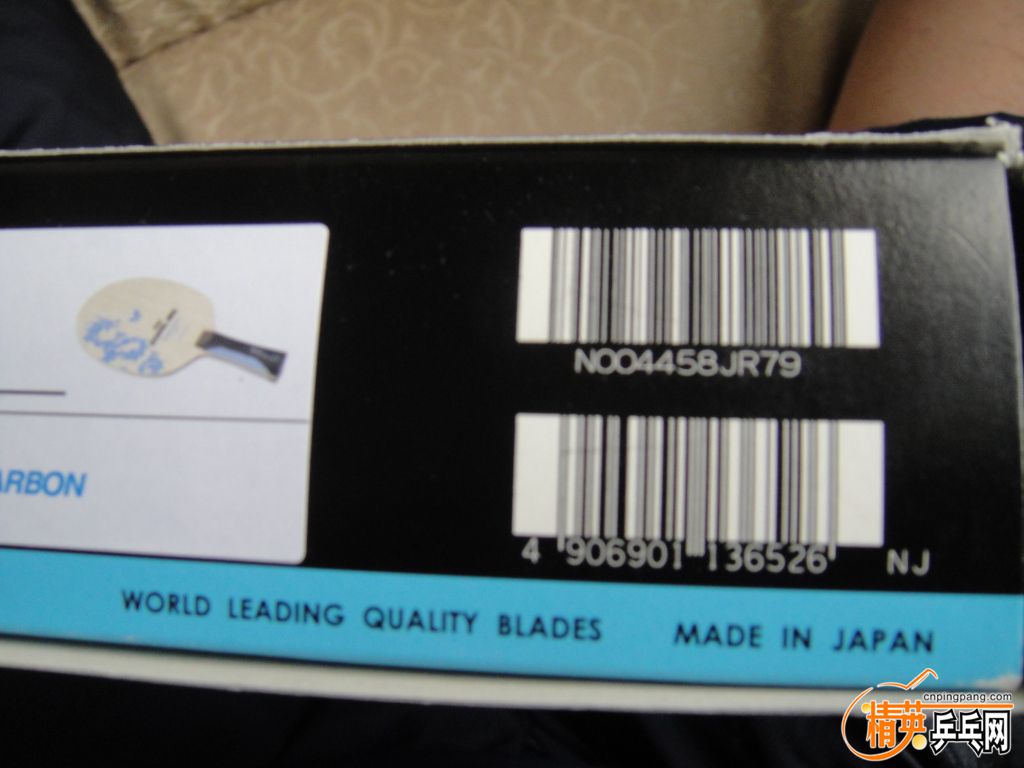 N004458JR79
ARBON
4 906901 136526 NJ
WORLD LEADING QUALITY BLADES MADE IN JAPAN
cnpingpang.com
精英乒乓网